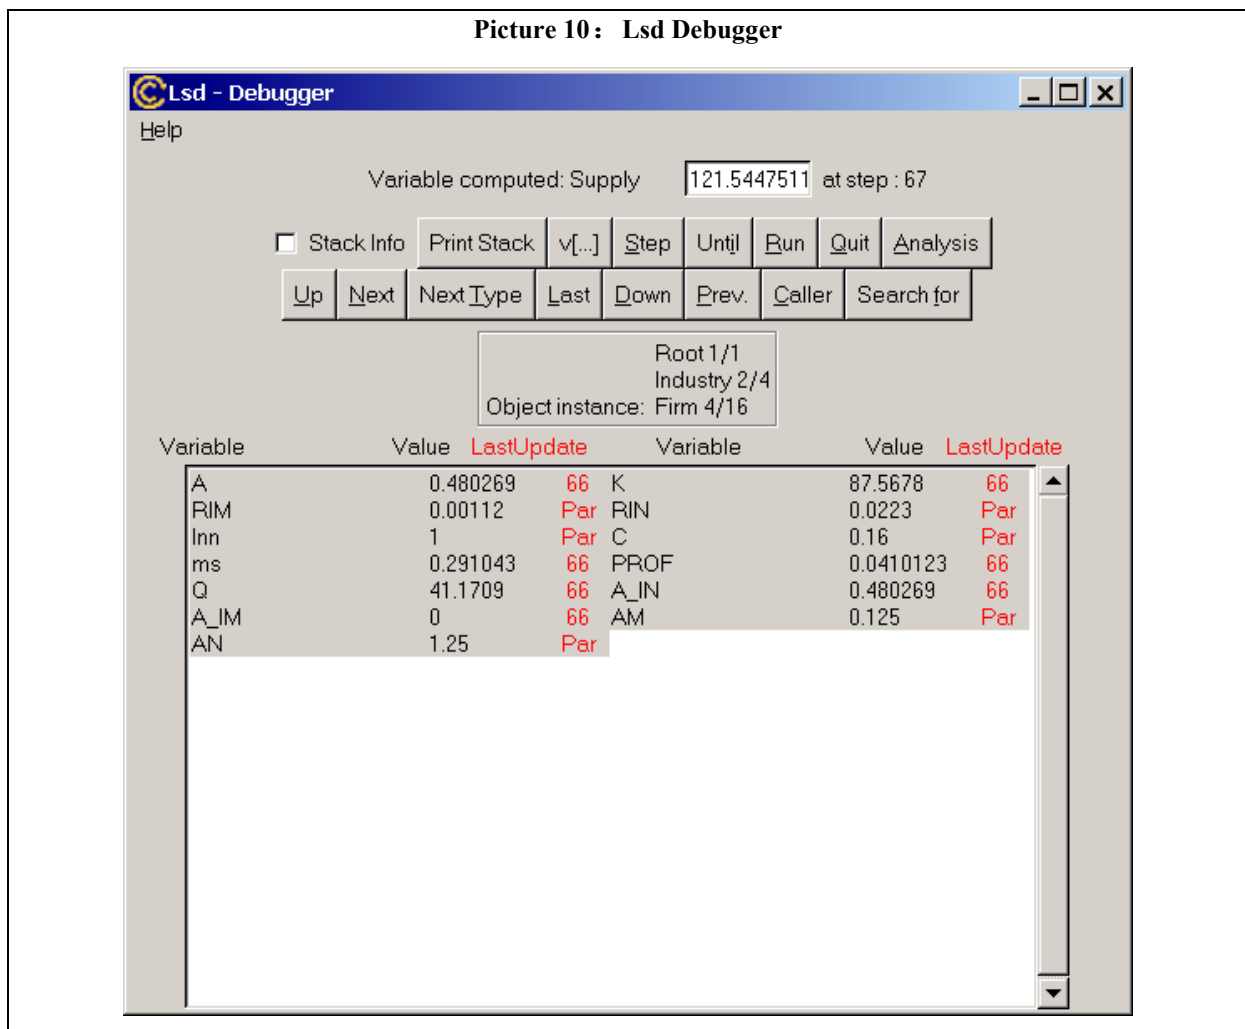 Picture 10： Lsd Debugger
Lsd - Debugger
Help
Variable computed: Supply 121.5447511 at step : 67
Stack Info Print Stack v[...] Step Until Run Quit Analysis
Up Next Next Type Last Down Prev. Caller Search for
Root 1/1
Industry 2/4
Object instance: Firm 4/16
Variable Value LastUpdate Variable Value LastUpdate
A 0.480269 66 K 87.5678 66
RIM 0.00112 Par RIN 0.0223 Par
Inn 1 Par C 0.16 Par
ms 0.291043 66 PROF 0.0410123 66
Q 41.1709 66 A_IN 0.480269 66
A_IM 0 66 AM 0.125 Par
AN 1.25 Par